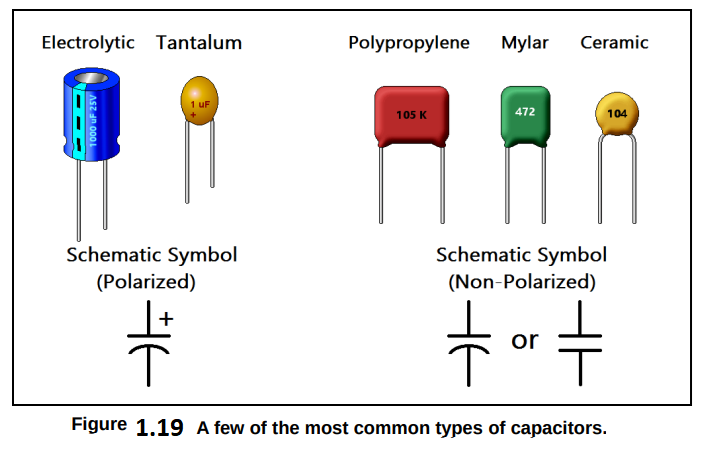 Electrolytic Tantalum Polypropylene Mylar Ceramic
1000 uF 25V
1 uF
+
105 K
472
104
Schematic Symbol
(Polarized)
+
Schematic Symbol
(Non-Polarized)
or
Figure 1.19 A few of the most common types of capacitors.